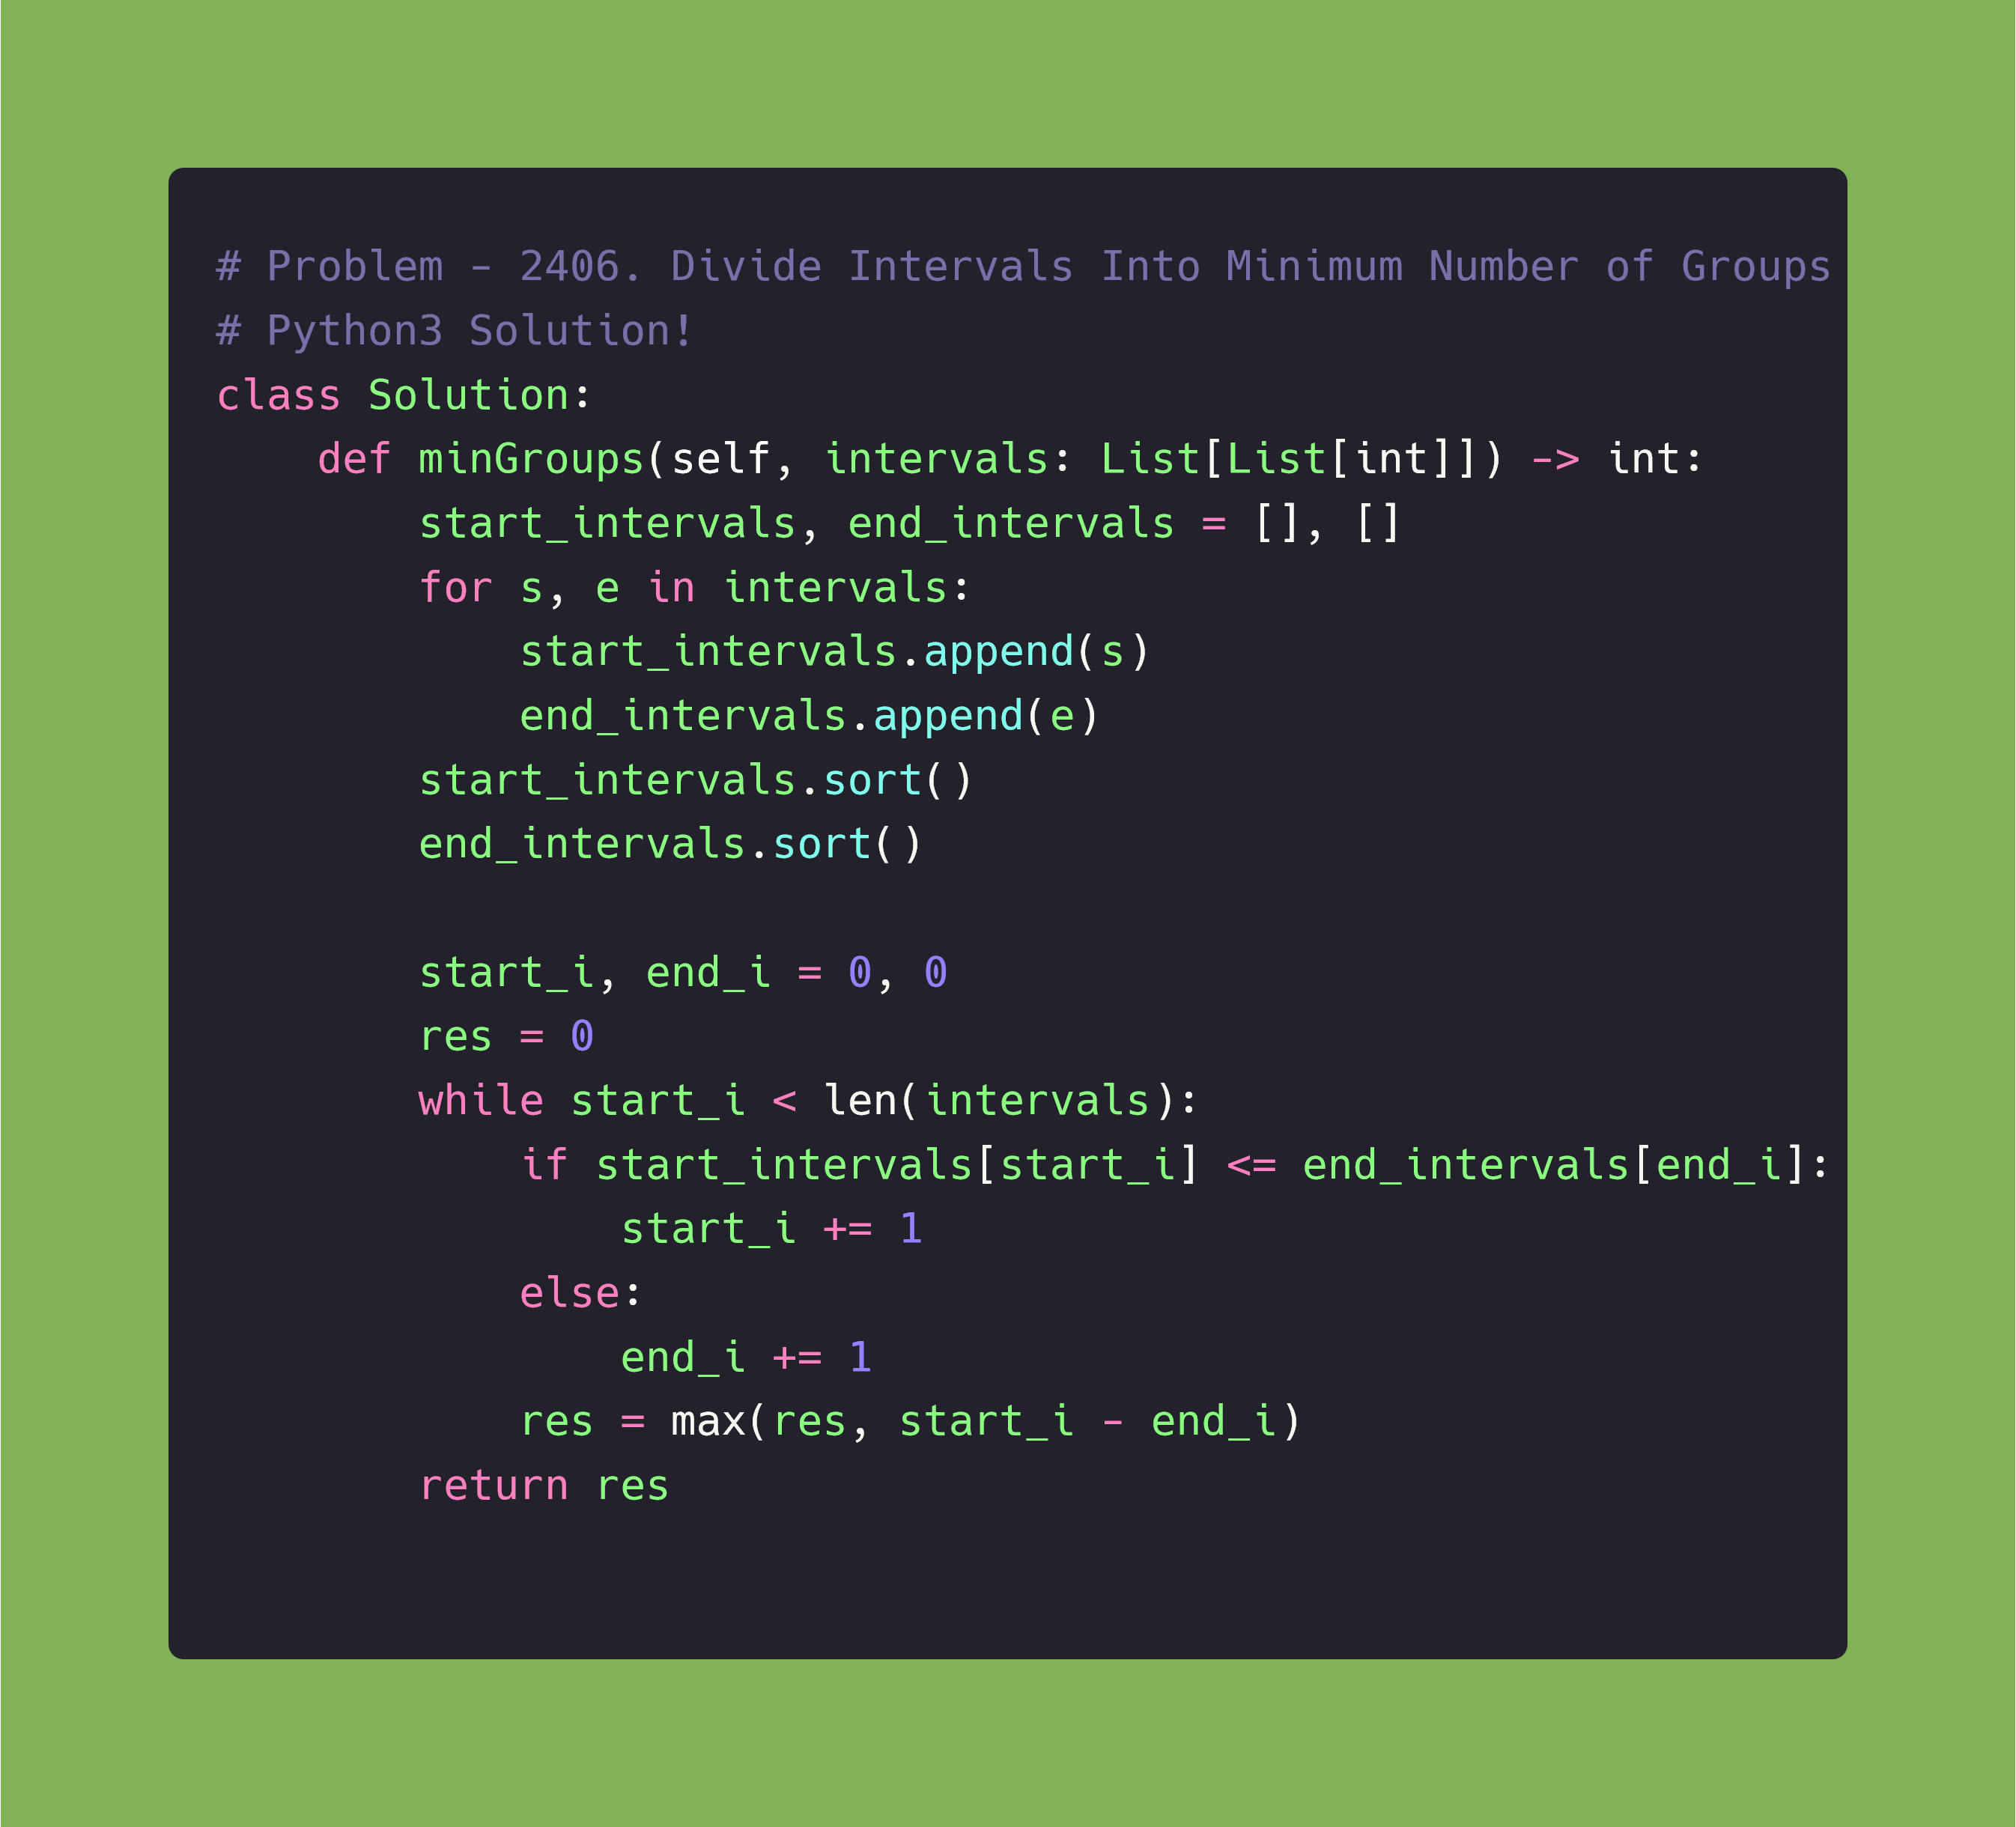 # Problem - 2406. Divide Intervals Into Minimum Number of Groups
# Python3 Solution!
class Solution:
    def minGroups(self, intervals: List[List[int]]) -> int:
        start_intervals, end_intervals = [], []
        for s, e in intervals:
            start_intervals.append(s)
            end_intervals.append(e)
        start_intervals.sort()
        end_intervals.sort()

        start_i, end_i = 0, 0
        res = 0
        while start_i < len(intervals):
            if start_intervals[start_i] <= end_intervals[end_i]:
                start_i += 1
            else:
                end_i += 1
            res = max(res, start_i - end_i)
        return res